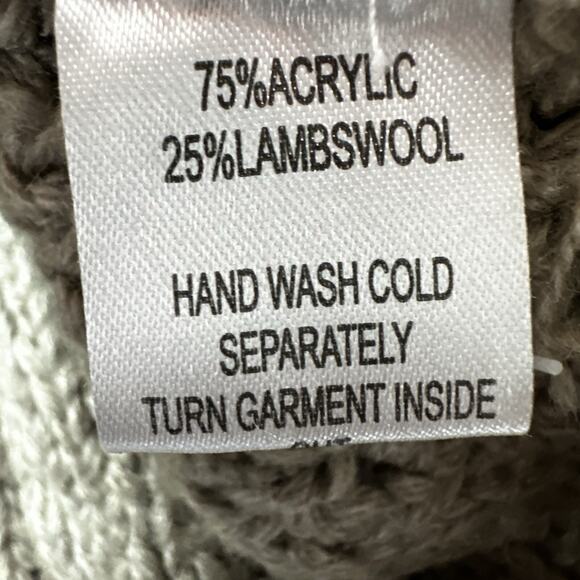 75%ACRYLIC
25%LAMBSWOOL
HAND WASH COLD
SEPARATELY
TURN GARMENT INSIDE